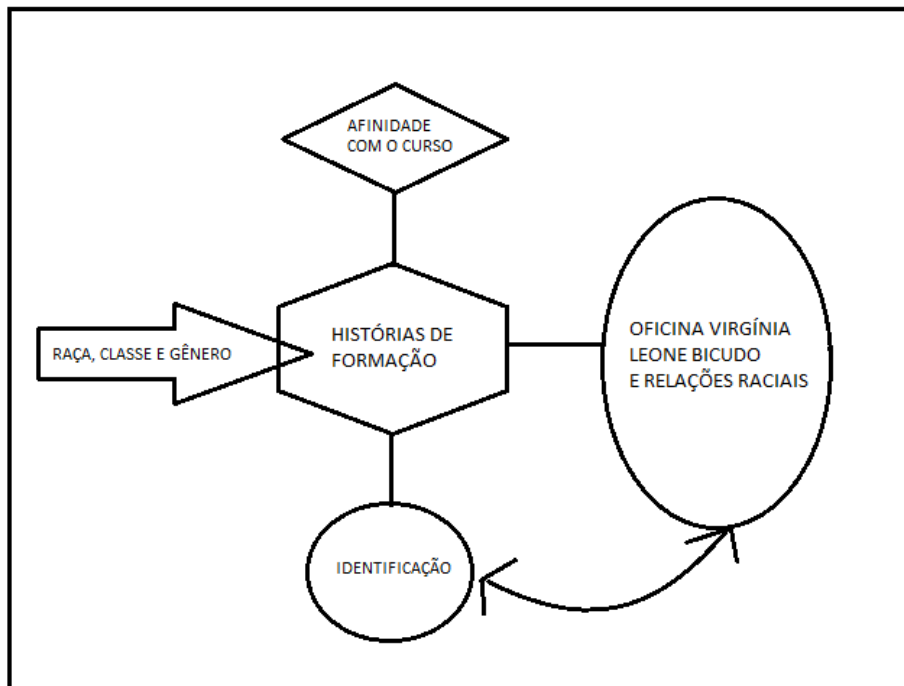 AFINIDADE
COM O CURSO
RAÇA, CLASSE E GÊNERO
HISTÓRIAS DE
FORMAÇÃO
OFICINA VIRGÍNIA
LEONE BICUDO
E RELAÇÕES RACIAIS
IDENTIFICAÇÃO